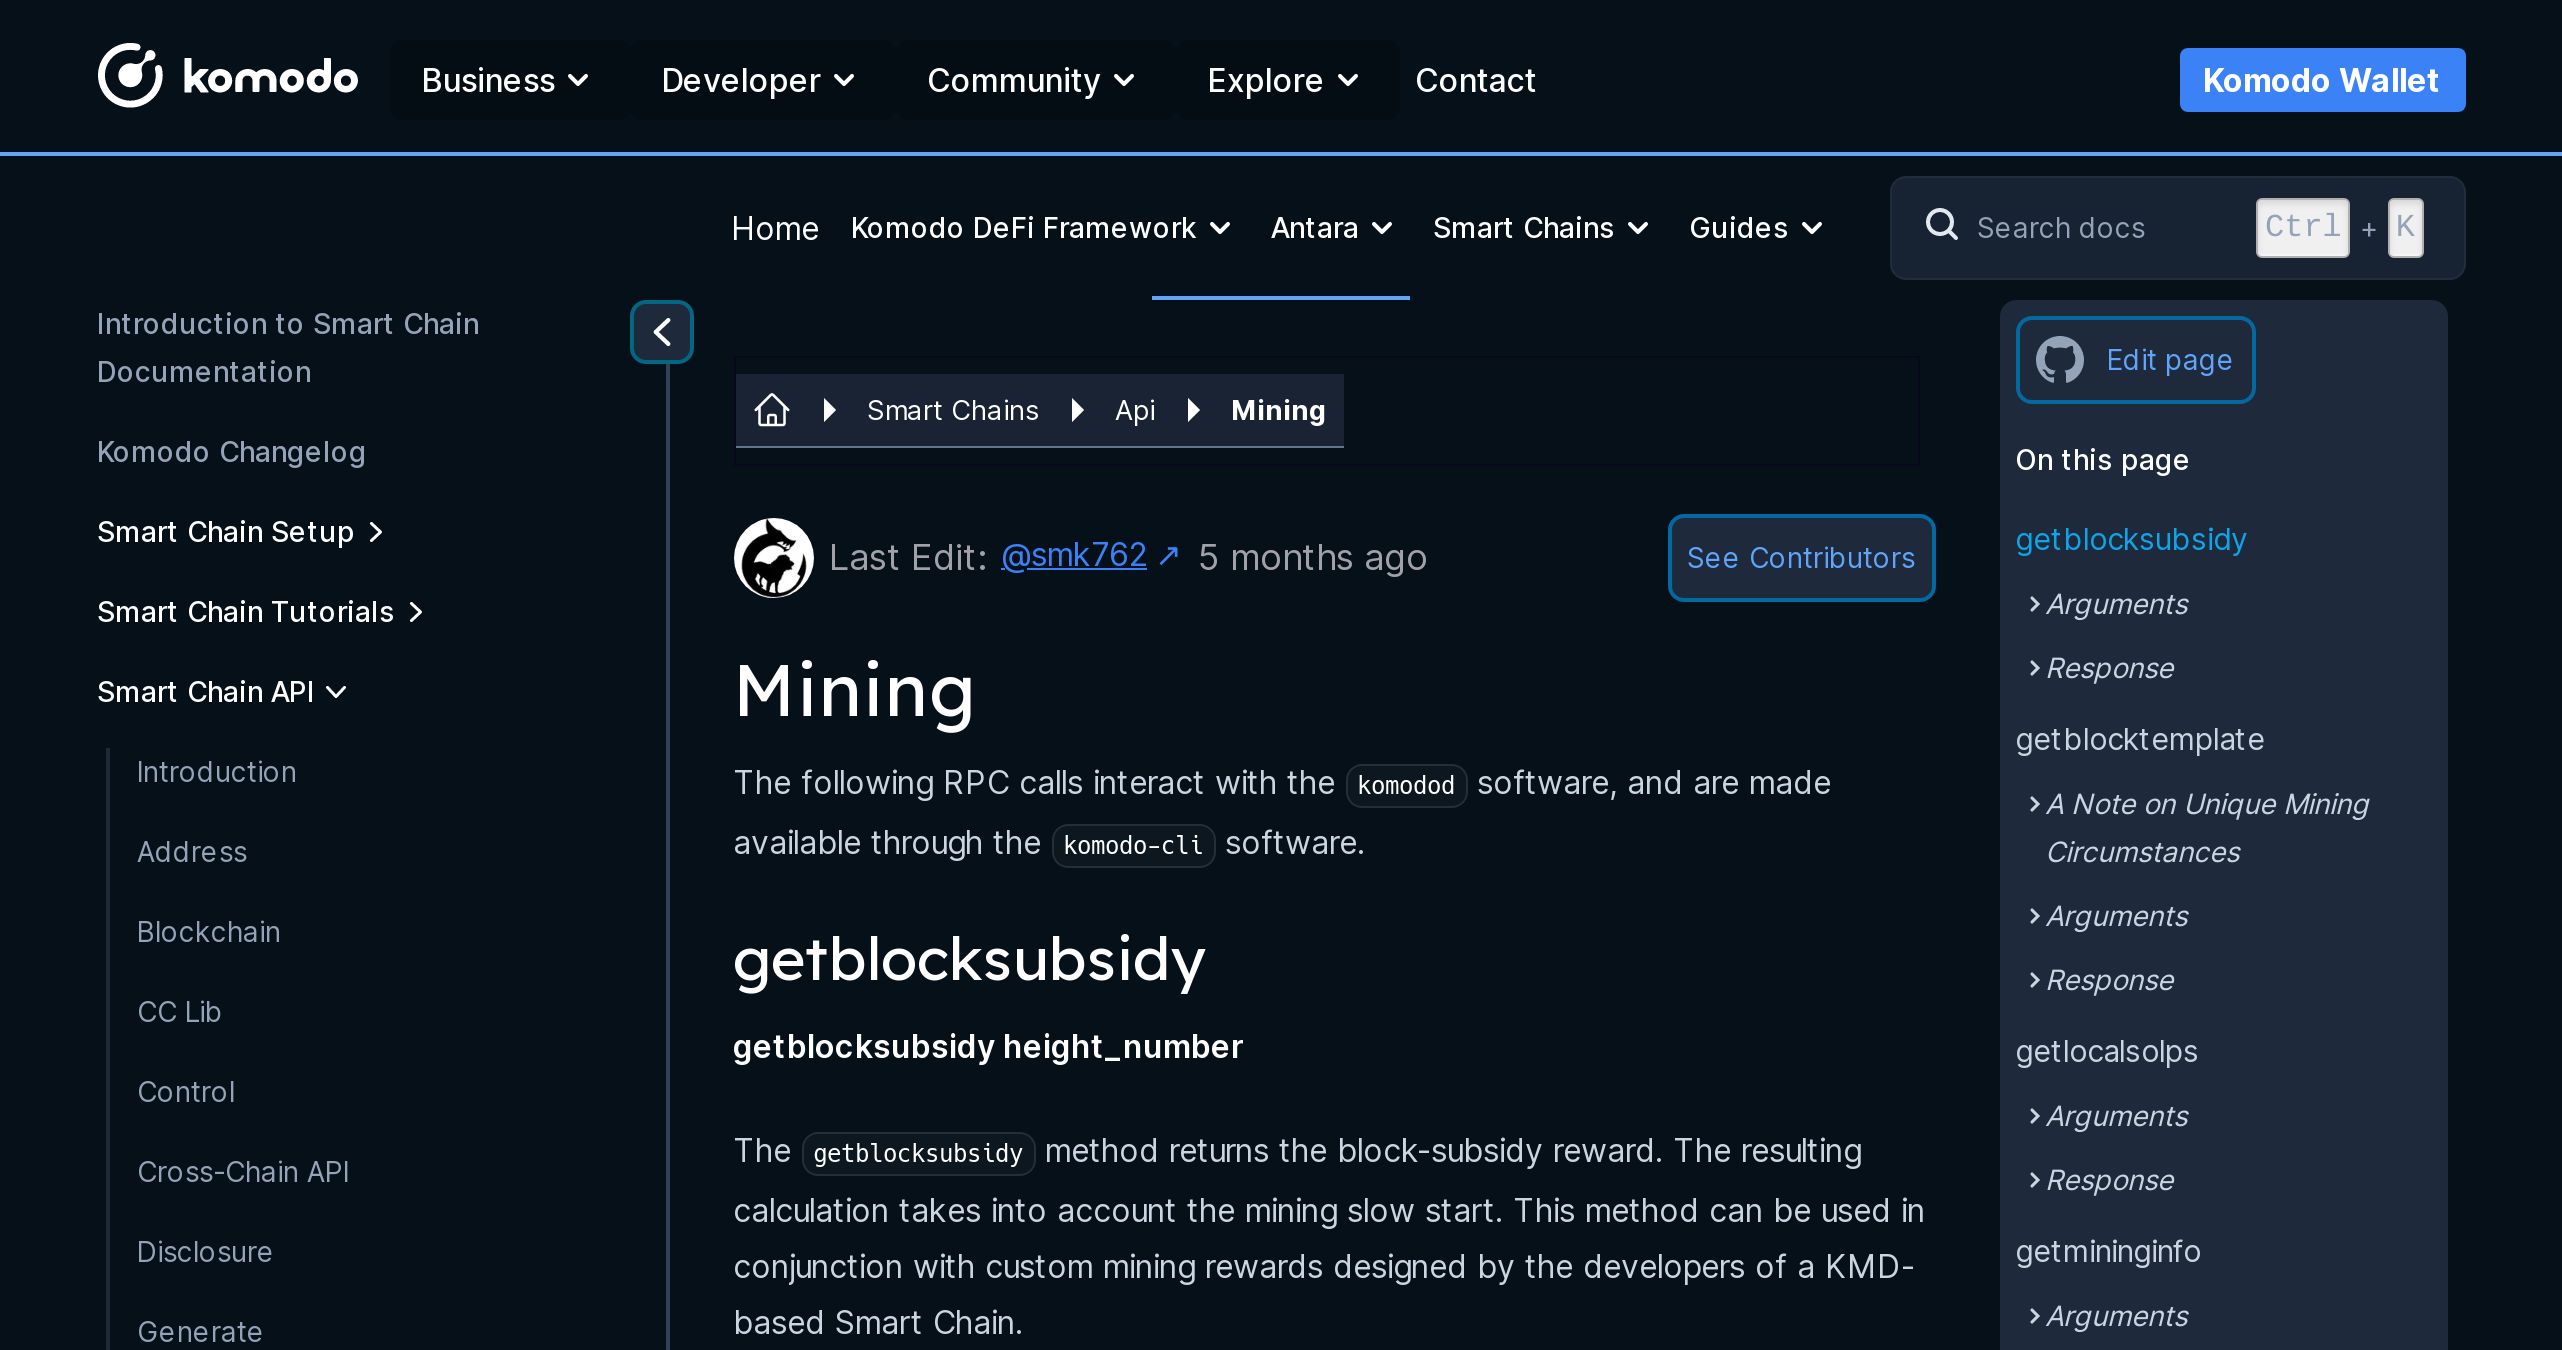 komodo
Business
Developer
Community
Explore
Contact
Komodo Wallet
Home
Komodo DeFi Framework
Antara
Smart Chains
Guides
Search docs
Ctrl + K
Introduction to Smart Chain
Documentation
Komodo Changelog
Smart Chain Setup
Smart Chain Tutorials
Smart Chain API
Introduction
Address
Blockchain
CC Lib
Control
Cross-Chain API
Disclosure
Generate
Smart Chains
Api
Mining
Last Edit: @smk762 ↗ 5 months ago
See Contributors
Mining
The following RPC calls interact with the komodod software, and are made
available through the komodo-cli software.
getblocksubsidy
getblocksubsidy height_number
The getblocksubsidy method returns the block-subsidy reward. The resulting
calculation takes into account the mining slow start. This method can be used in
conjunction with custom mining rewards designed by the developers of a KMD-
based Smart Chain.
Edit page
On this page
getblocksubsidy
Arguments
Response
getblocktemplate
A Note on Unique Mining
Circumstances
Arguments
Response
getlocalsolps
Arguments
Response
getmininginfo
Arguments